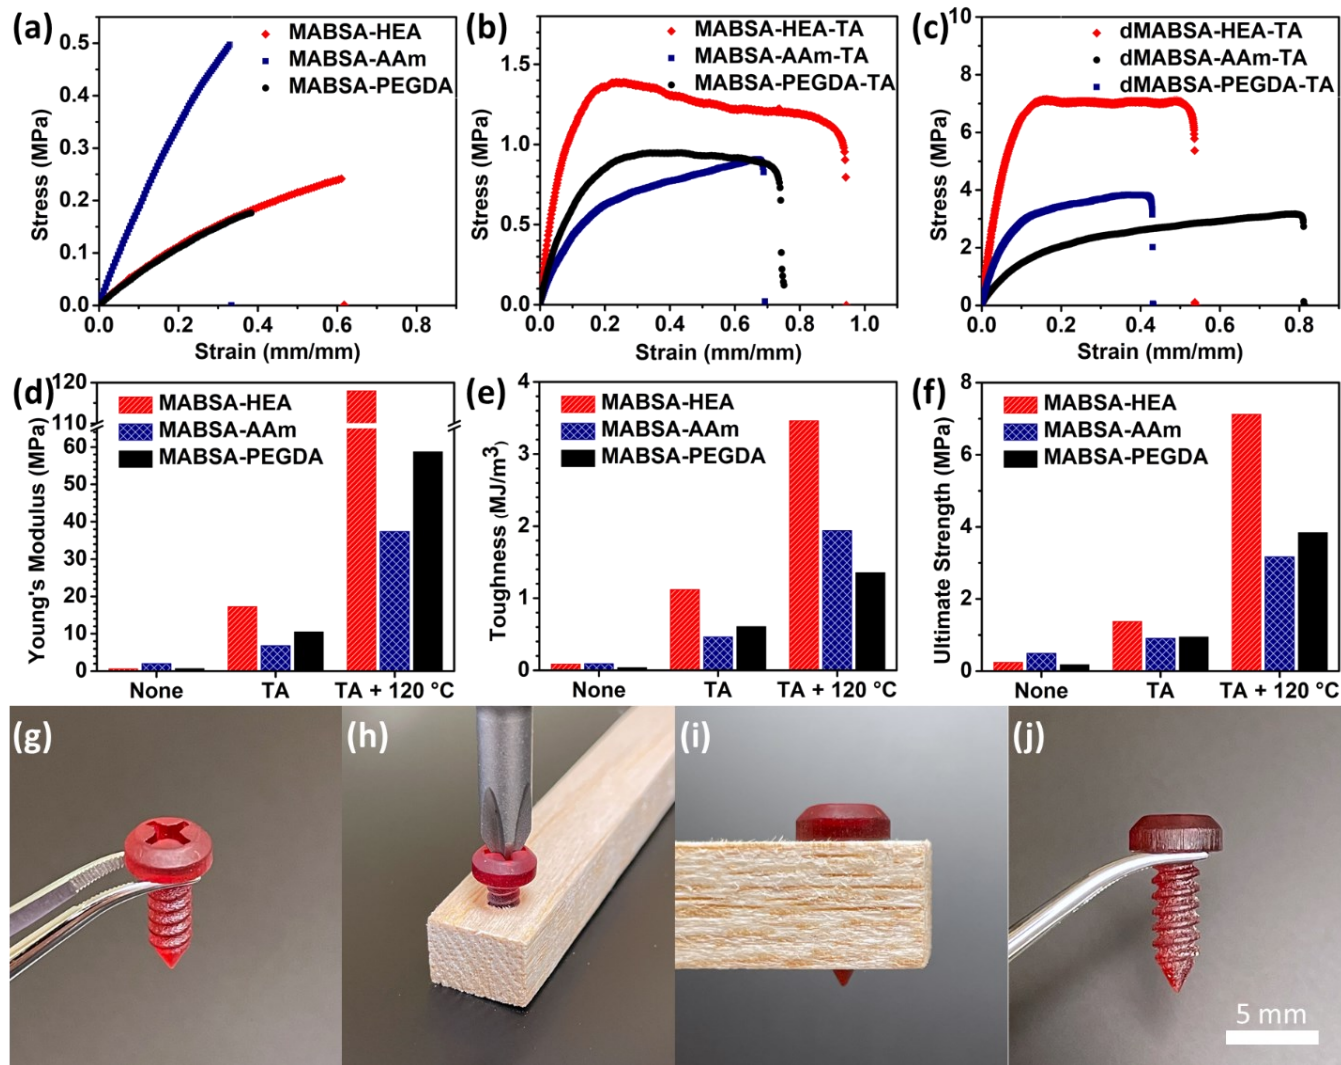 (a)
MABSA-HEA
MABSA-AAm
MABSA-PEGDA
0.5
0.4
0.3
0.2
0.1
0.0
Stress (MPa)
0.0 0.2 0.4 0.6 0.8
Strain (mm/mm)
(b)
MABSA-HEA-TA
MABSA-AAm-TA
MABSA-PEGDA-TA
1.5
1.0
0.5
0.0
Stress (MPa)
0.0 0.2 0.4 0.6 0.8 1.0
Strain (mm/mm)
(c)
dMABSA-HEA-TA
dMABSA-AAm-TA
dMABSA-PEGDA-TA
10
8
6
4
2
0
Stress (MPa)
0.0 0.2 0.4 0.6 0.8
Strain (mm/mm)
(d)
MABSA-HEA
MABSA-AAm
MABSA-PEGDA
120
110
60
50
40
30
20
10
0
Young's Modulus (MPa)
None TA TA + 120 °C
(e)
MABSA-HEA
MABSA-AAm
MABSA-PEGDA
4
3
2
1
0
Toughness (MJ/m³)
None TA TA + 120 °C
(f)
MABSA-HEA
MABSA-AAm
MABSA-PEGDA
8
6
4
2
0
Ultimate Strength (MPa)
None TA TA + 120 °C
(g)
(h)
(i)
(j)
5 mm